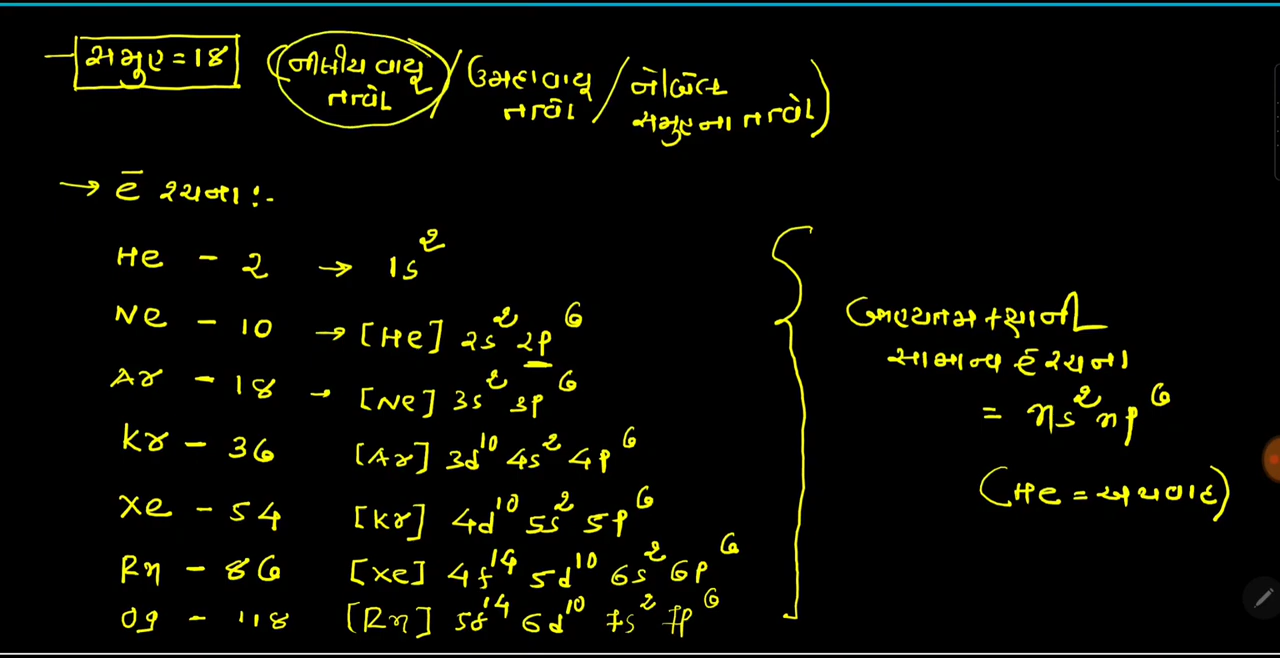 સમુહ = 18 (નીષ્ક્રીય વાયુ તત્વો / ઉમદાવાયુ તત્વો / નોબેલ સમુહના તત્વો)
→ e⁻ રચના :-
He - 2 → 1s²
Ne - 10 → [He] 2s² 2p⁶
Ar - 18 → [Ne] 3s² 3p⁶
Kr - 36 [Ar] 3d¹⁰ 4s² 4p⁶
Xe - 54 [Kr] 4d¹⁰ 5s² 5p⁶
Rn - 86 [Xe] 4f¹⁴ 5d¹⁰ 6s² 6p⁶
Og - 118 [Rn] 5f¹⁴ 6d¹⁰ 7s² 7p⁶
સામાન્ય e⁻ રચના
= ns² np⁶
(He = અપવાદ)